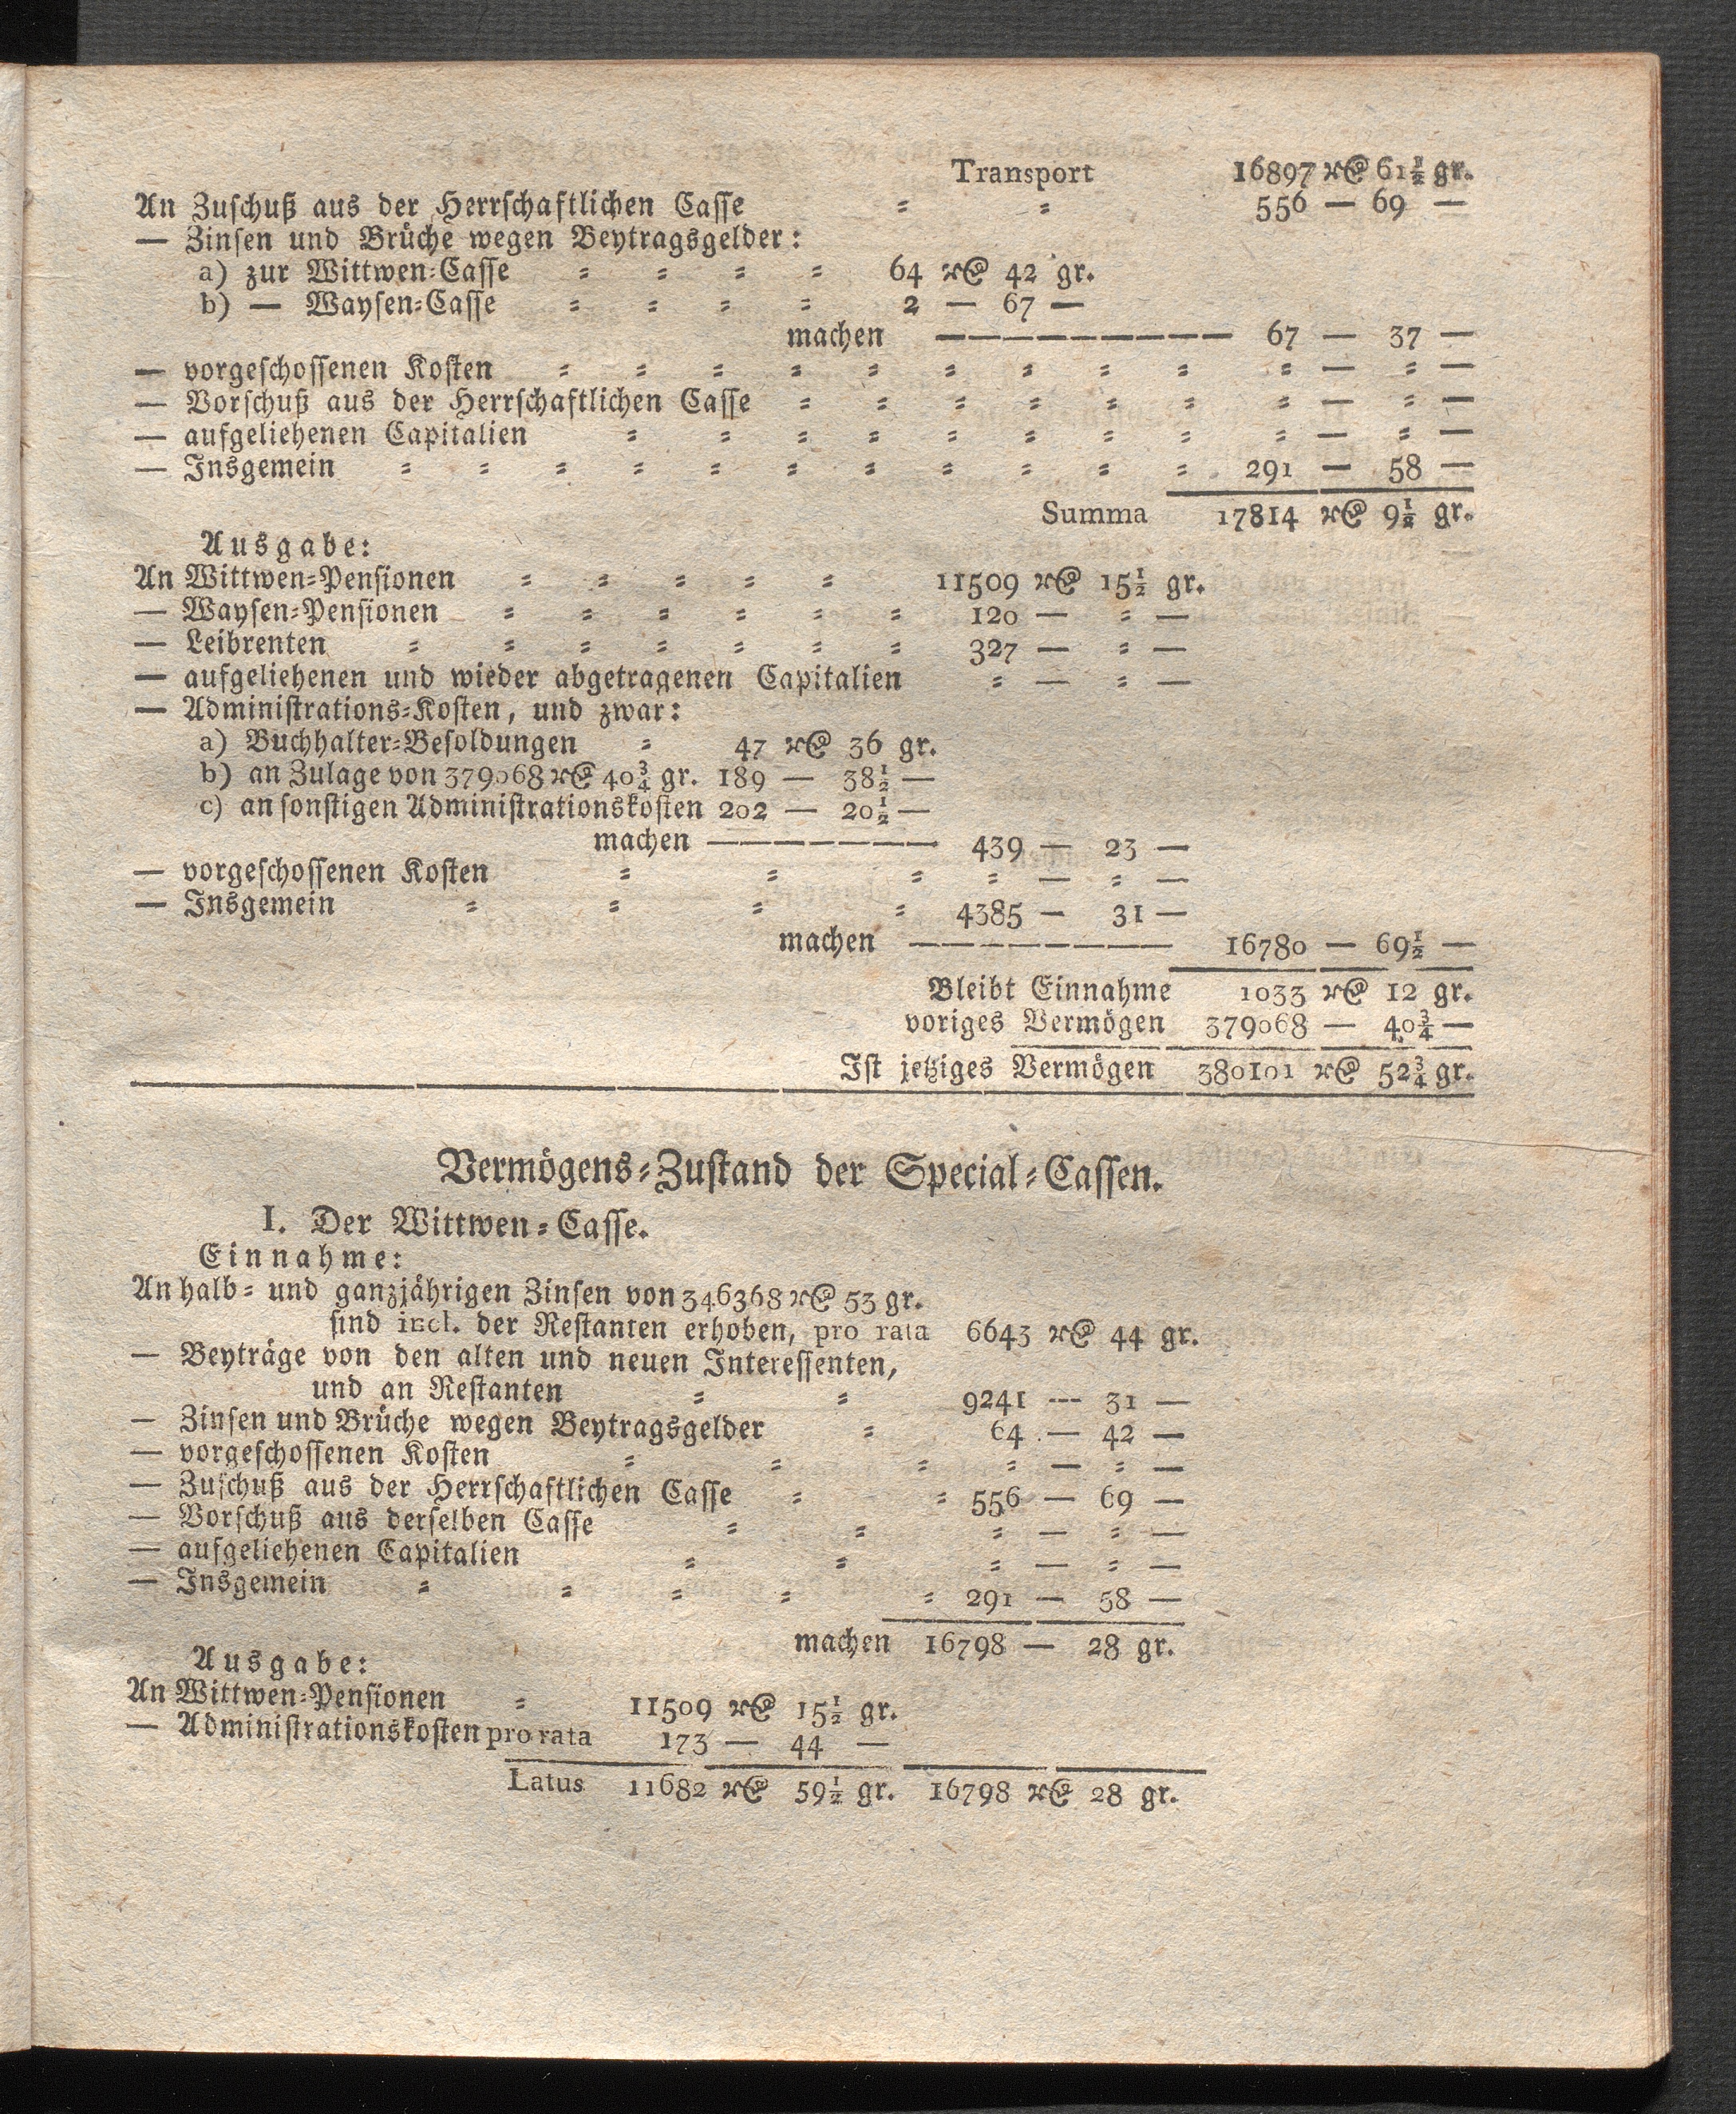 Transport 16897 r℔ 61½ gr.
An Zuschuß aus der Herrschaftlichen Casse = = 556 — 69 —
— Zinsen und Brüche wegen Beytragsgelder:
a) zur Wittwen=Casse = = = = 64 r℔ 42 gr.
b) — Waysen=Casse = = = = 2 — 67 —
machen — — — — — — — — — 67 — 37 —
— vorgeschossenen Kosten = = = = = = = = = = — = —
— Vorschuß aus der Herrschaftlichen Casse = = = = = = = — = —
— aufgeliehenen Capitalien = = = = = = = = = — = —
— Insgemein = = = = = = = = = = = 291 — 58 —
Summa 17814 r℔ 9½ gr.
Ausgabe:
An Wittwen=Pensionen = = = = = 11509 r℔ 15½ gr.
— Waysen=Pensionen = = = = = = 120 — = —
— Leibrenten = = = = = = = 327 — = —
— aufgeliehenen und wieder abgetragenen Capitalien = — = —
— Administrations=Kosten, und zwar:
a) Buchhalter=Besoldungen = 47 r℔ 36 gr.
b) an Zulage von 379068 r℔ 40¾ gr. 189 — 38½ —
c) an sonstigen Administrationskosten 202 — 20½ —
machen — — — — — — — 439 — 23 —
— vorgeschossenen Kosten = = = = — = —
— Insgemein = = = = 4385 — 31 —
machen — — — — — — — — 16780 — 69½ —
Bleibt Einnahme 1033 r℔ 12 gr.
voriges Vermögen 379068 — 40¾ —
Ist jetziges Vermögen 380101 r℔ 52¾ gr.
Vermögens=Zustand der Special=Cassen.
I. Der Wittwen=Casse.
Einnahme:
An halb= und ganzjährigen Zinsen von 346368 r℔ 53 gr.
sind incl. der Restanten erhoben, pro rata 6643 r℔ 44 gr.
— Beyträge von den alten und neuen Interessenten,
und an Restanten = = 9241 --- 31 —
— Zinsen und Brüche wegen Beytragsgelder = 64 — 42 —
— vorgeschossenen Kosten = = = = — = —
— Zuschuß aus der Herrschaftlichen Casse = = 556 — 69 —
— Vorschuß aus derselben Casse = = = — = —
— aufgeliehenen Capitalien = = = — = —
— Insgemein = = = = = 291 — 58 —
machen 16798 — 28 gr.
Ausgabe:
An Wittwen=Pensionen = 11509 r℔ 15½ gr.
— Administrationskosten pro rata 173 — 44 —
Latus 11682 r℔ 59½ gr. 16798 r℔ 28 gr.